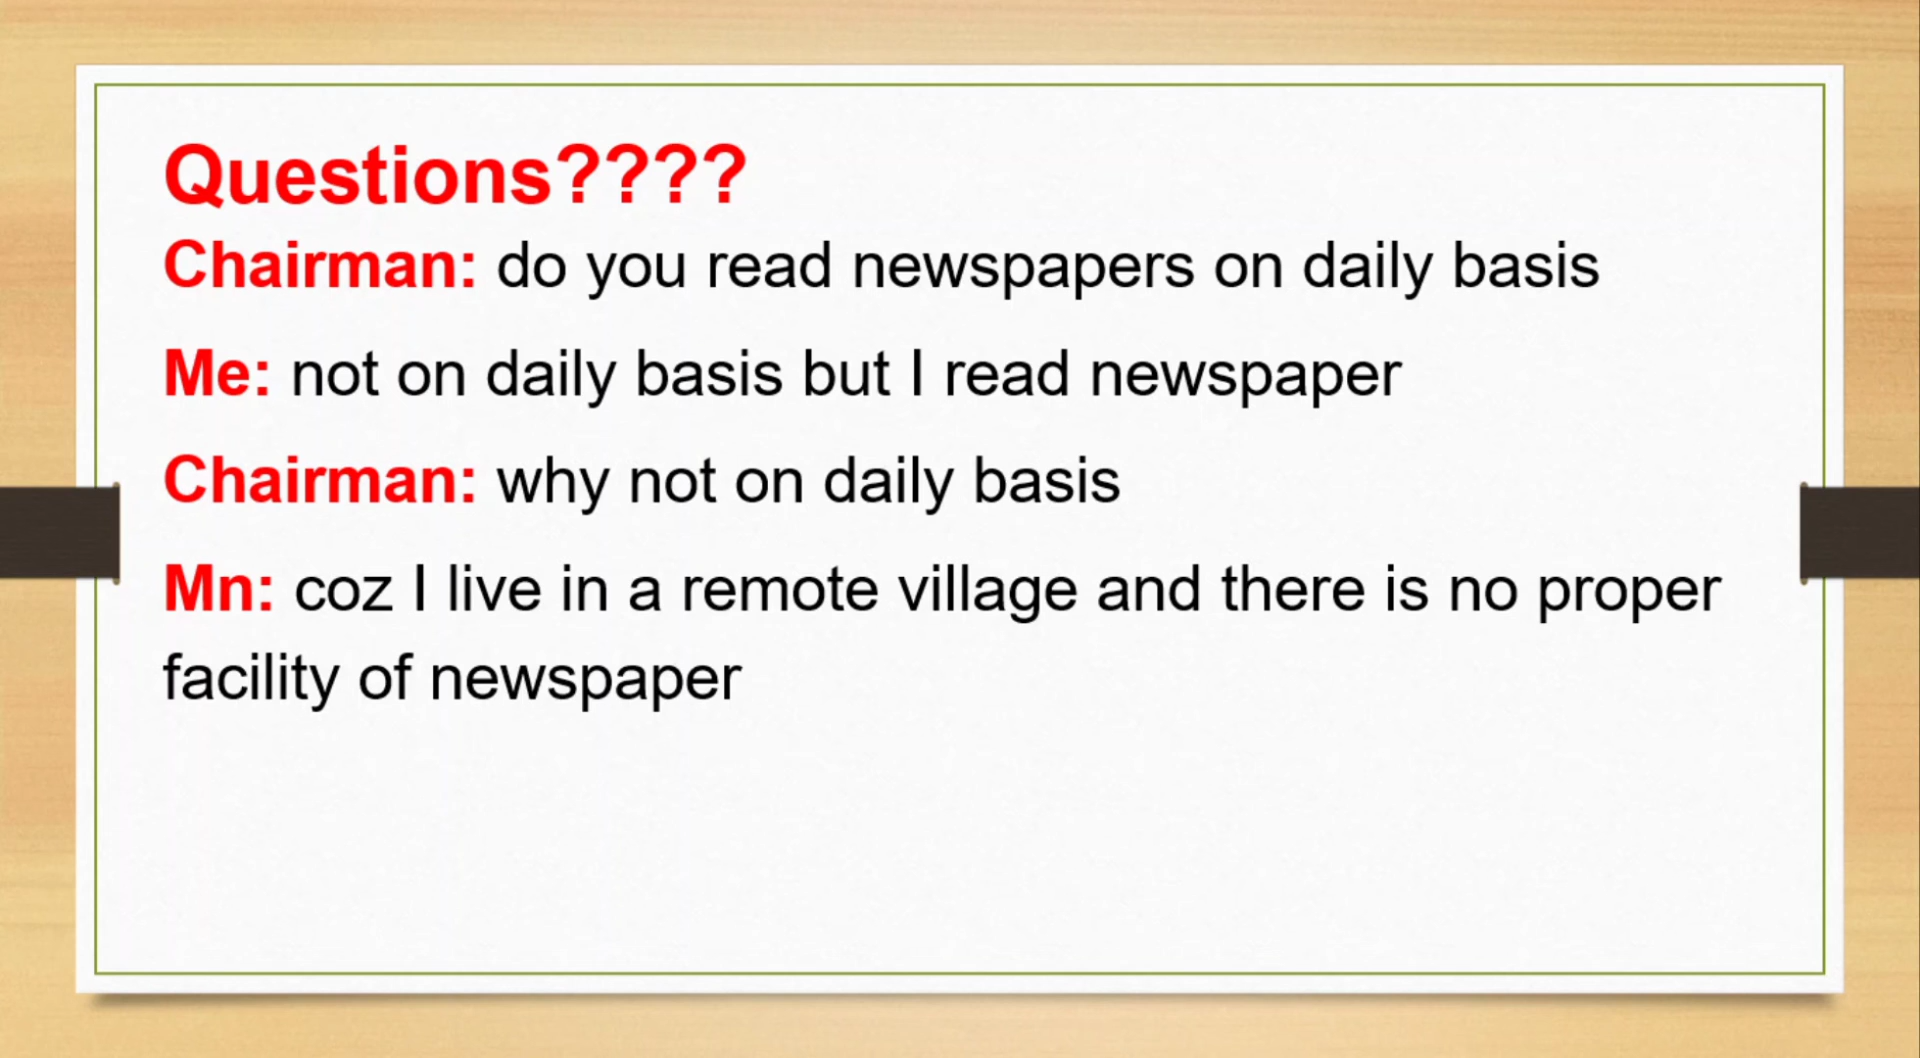 Questions????
Chairman: do you read newspapers on daily basis
Me: not on daily basis but I read newspaper
Chairman: why not on daily basis
Mn: coz I live in a remote village and there is no proper
facility of newspaper